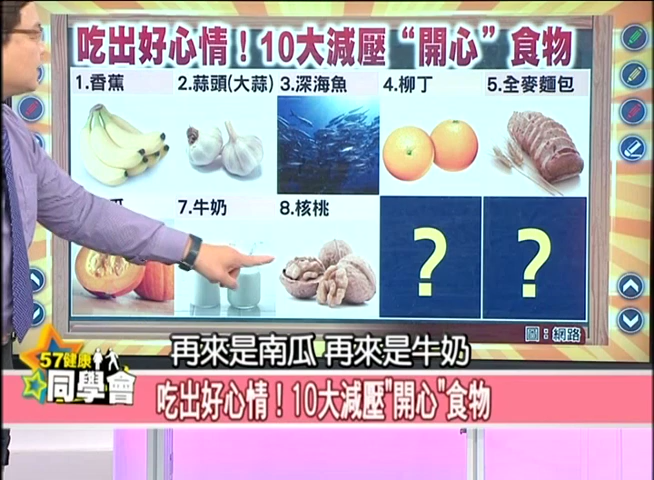 吃出好心情！10大減壓“開心”食物
1.香蕉 2.蒜頭(大蒜) 3.深海魚 4.柳丁 5.全麥麵包
瓜 7.牛奶 8.核桃
? ?
圖：網路
再來是南瓜 再來是牛奶
57健康
同學會
吃出好心情！10大減壓"開心"食物